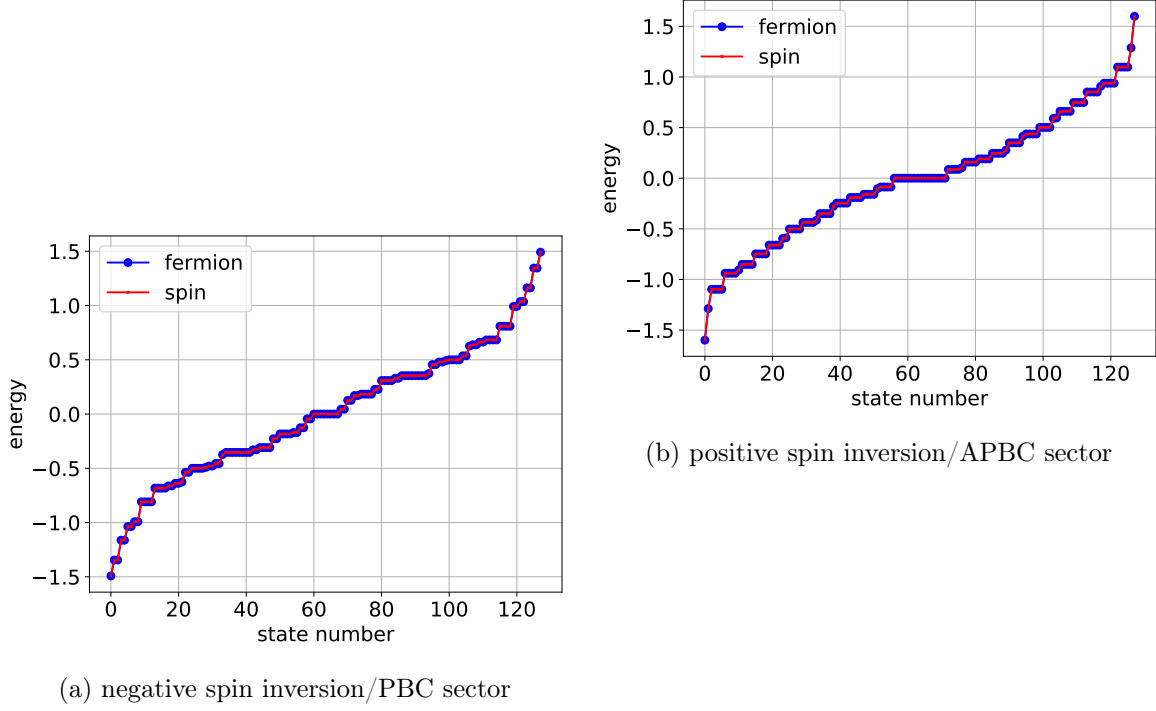 fermion
spin
1.5
1.0
0.5
0.0
−0.5
−1.0
−1.5
energy
0 20 40 60 80 100 120
state number
(a) negative spin inversion/PBC sector
fermion
spin
1.5
1.0
0.5
0.0
−0.5
−1.0
−1.5
energy
0 20 40 60 80 100 120
state number
(b) positive spin inversion/APBC sector